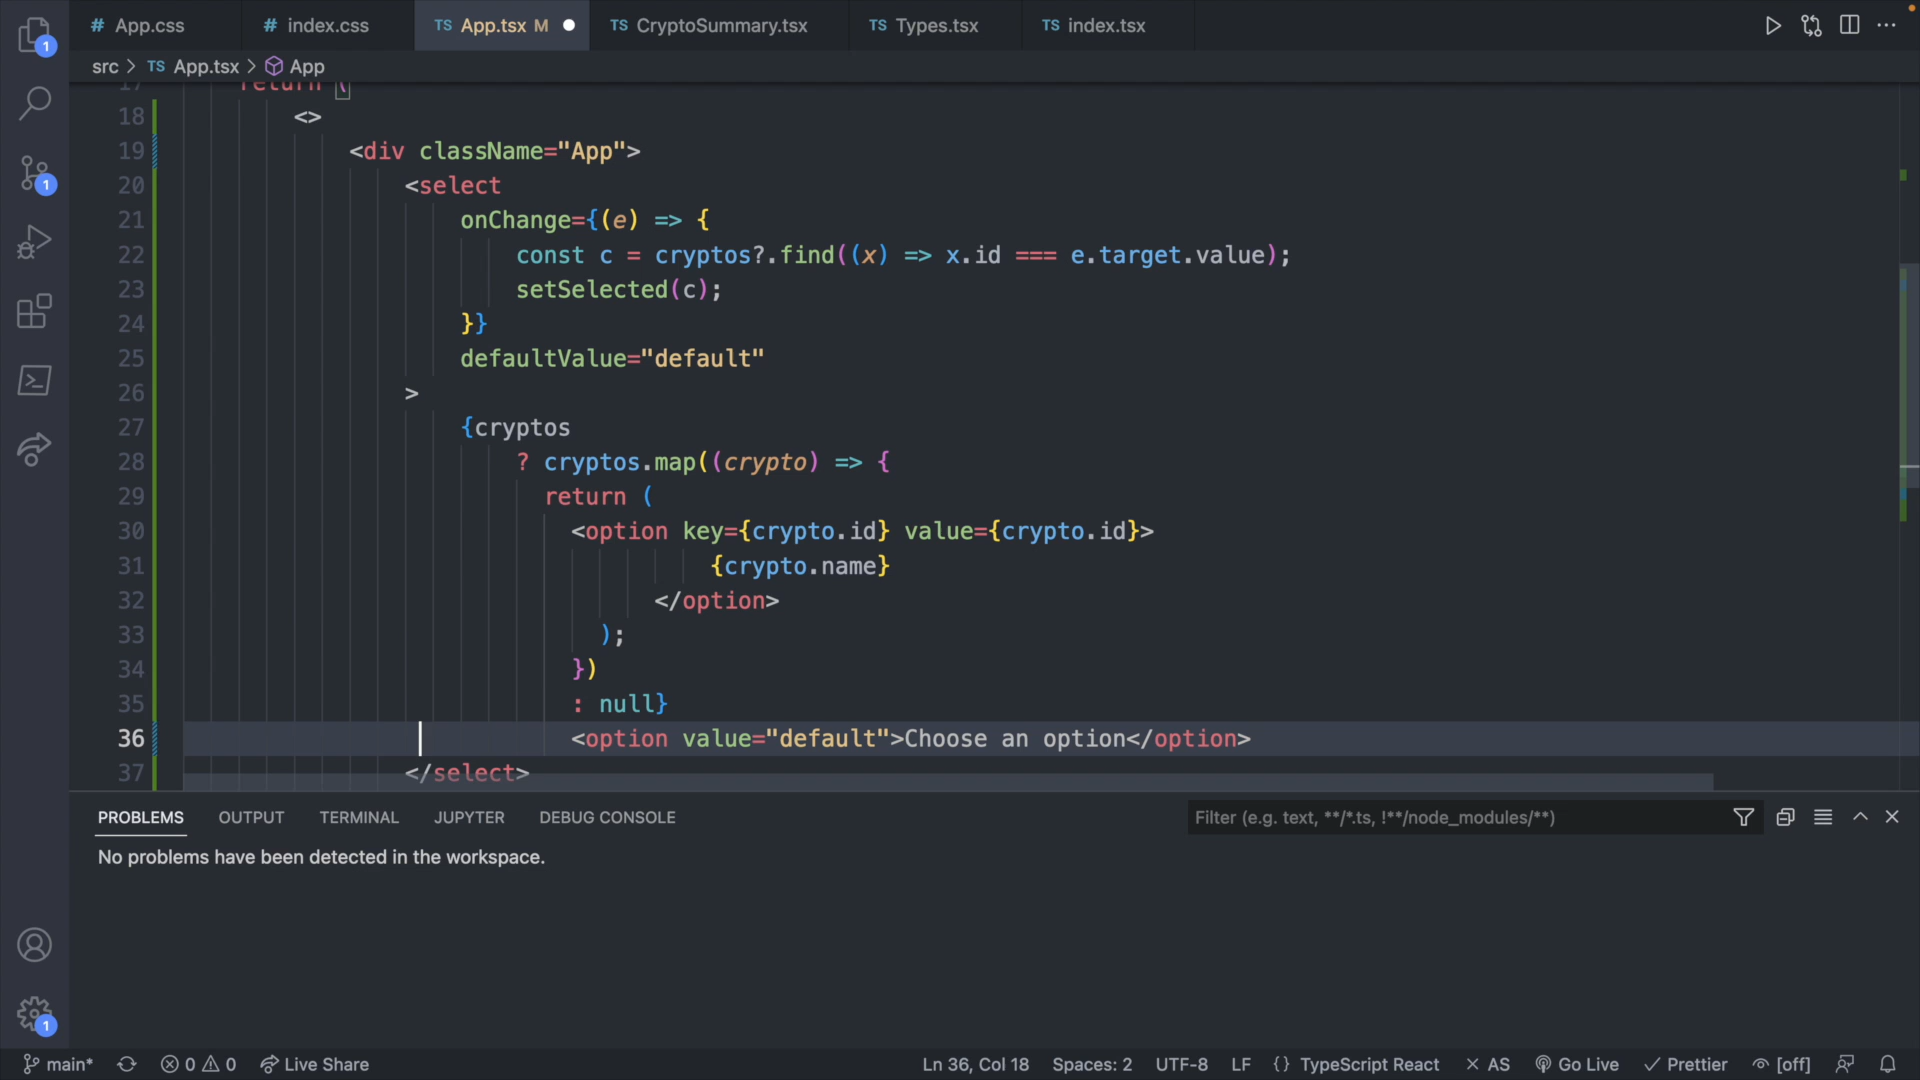 # App.css # index.css TS App.tsx M TS CryptoSummary.tsx TS Types.tsx TS index.tsx
1
src > TS App.tsx > App
17 return (
18 <>
19 <div className="App">
20 <select
21 onChange={(e) => {
22 const c = cryptos?.find((x) => x.id === e.target.value);
23 setSelected(c);
24 }}
25 defaultValue="default"
26 >
27 {cryptos
28 ? cryptos.map((crypto) => {
29 return (
30 <option key={crypto.id} value={crypto.id}>
31 {crypto.name}
32 </option>
33 );
34 })
35 : null}
36 <option value="default">Choose an option</option>
37 </select>
1
PROBLEMS OUTPUT TERMINAL JUPYTER DEBUG CONSOLE Filter (e.g. text, **/*.ts, !**/node_modules/**)
No problems have been detected in the workspace.
1
main* 0 0 Live Share Ln 36, Col 18 Spaces: 2 UTF-8 LF {} TypeScript React × AS Go Live ✓ Prettier [off]